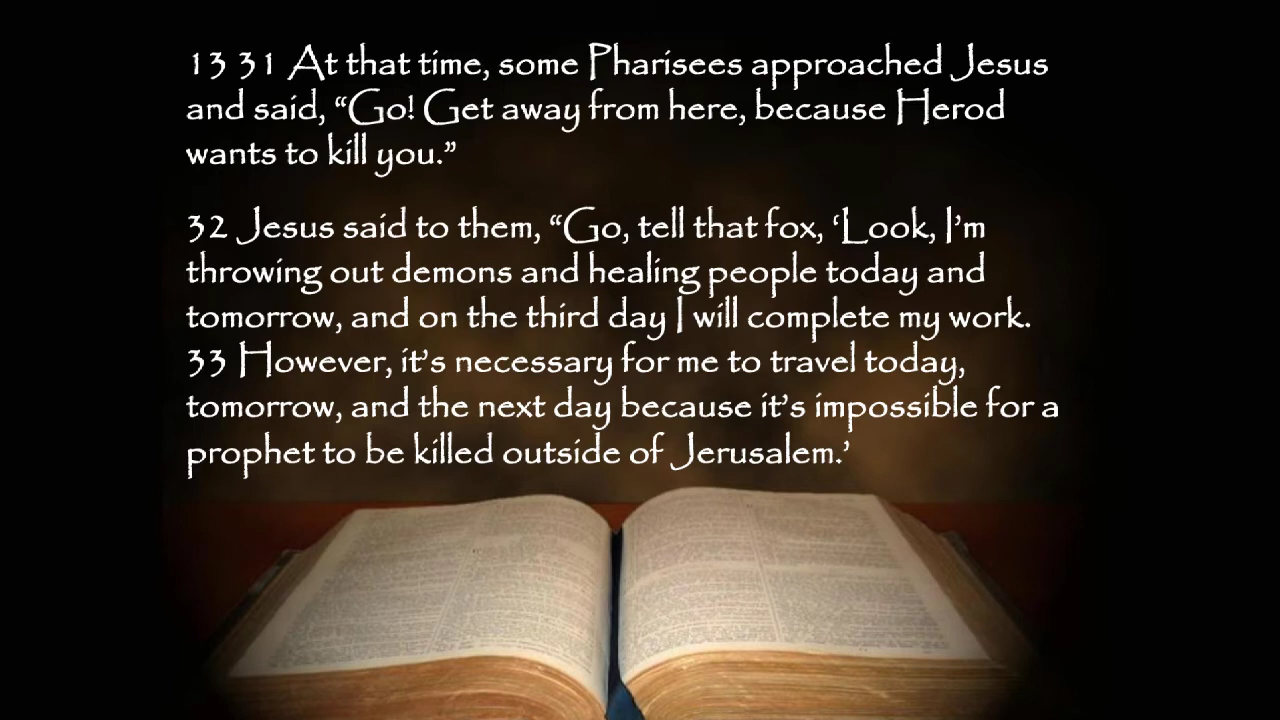 13 31 At that time, some Pharisees approached Jesus
and said, “Go! Get away from here, because Herod
wants to kill you.”
32 Jesus said to them, “Go, tell that fox, ‘Look, I’m
throwing out demons and healing people today and
tomorrow, and on the third day I will complete my work.
33 However, it’s necessary for me to travel today,
tomorrow, and the next day because it’s impossible for a
prophet to be killed outside of Jerusalem.’